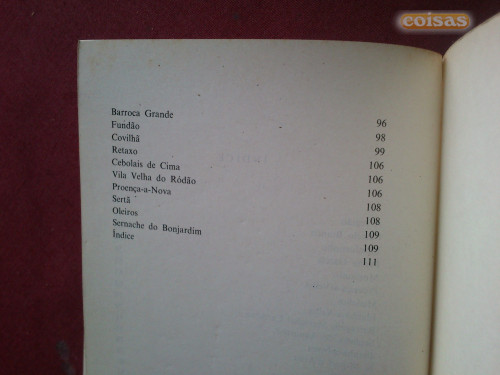 coisas
Barroca Grande 96
Fundão 98
Covilhã 99
Retaxo 106
Cebolais de Cima 106
Vila Velha do Ródão 106
Proença-a-Nova 108
Sertã 108
Oleiros 109
Sernache do Bonjardim 109
Índice 111